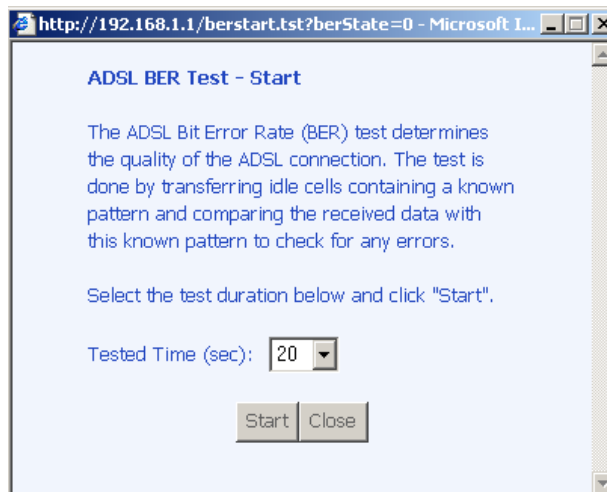 http://192.168.1.1/berstart.tst?berState=0 - Microsoft I...
ADSL BER Test - Start
The ADSL Bit Error Rate (BER) test determines
the quality of the ADSL connection. The test is
done by transferring idle cells containing a known
pattern and comparing the received data with
this known pattern to check for any errors.
Select the test duration below and click "Start".
Tested Time (sec): 20
Start Close